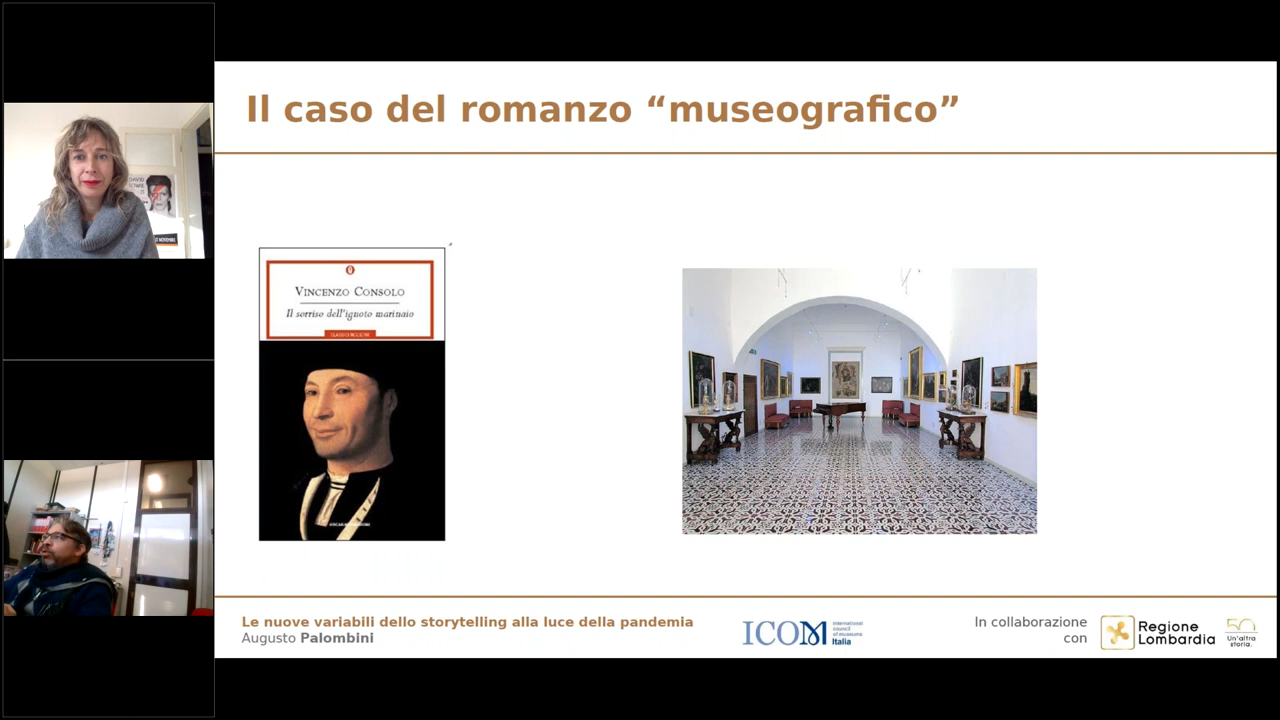 Il caso del romanzo “museografico”
VINCENZO CONSOLO
Il sorriso dell'ignoto marinaio
Le nuove variabili dello storytelling alla luce della pandemia
Augusto Palombini
ICOM
international
council
of museums
Italia
In collaborazione
con
Regione
Lombardia
50
Un'altra
storia.
DAVID